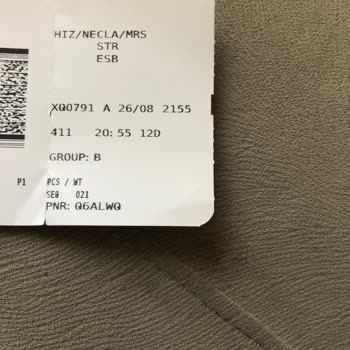 HIZ/NECLA/MRS
STR
ESB
XQ0791 A 26/08 2155
411 20:55 12D
GROUP: B
P1 PCS / WT
SEQ 021
PNR: Q6ALWQ